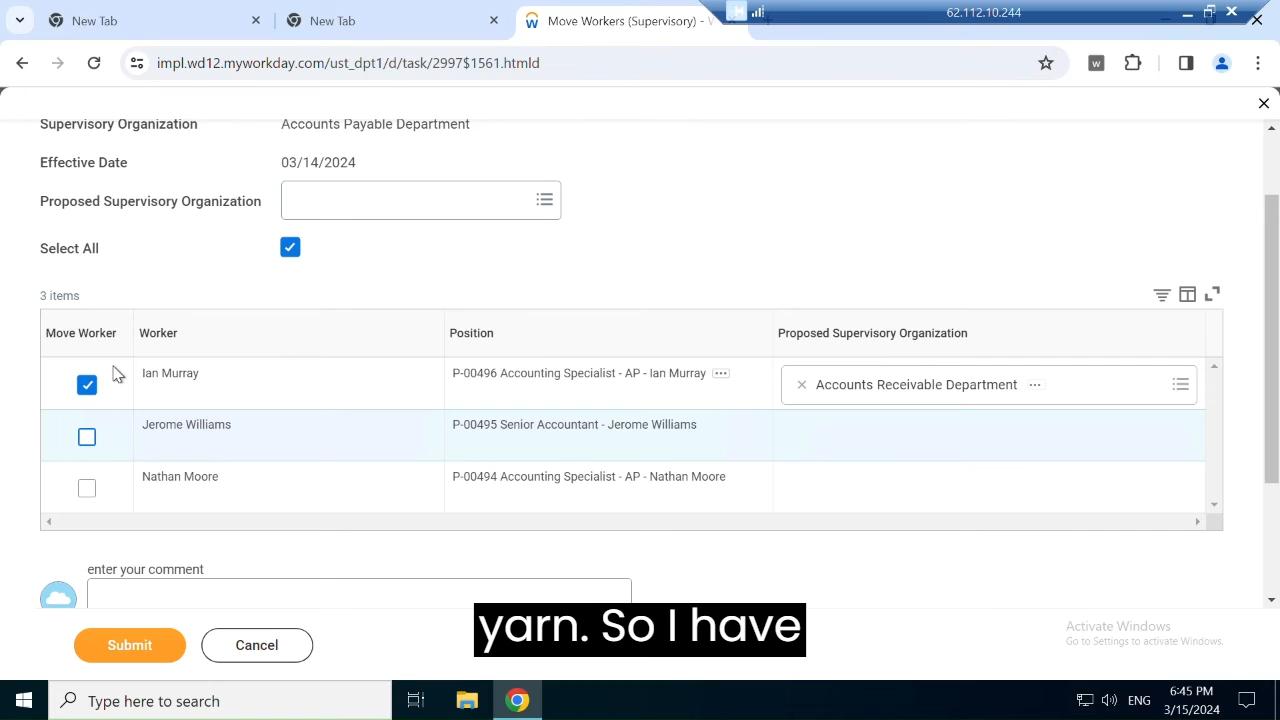 New Tab
New Tab
Move Workers (Supervisory) - W
62.112.10.244
impl.wd12.myworkday.com/ust_dpt1/d/task/2997$1561.htmld
Supervisory Organization Accounts Payable Department
Effective Date 03/14/2024
Proposed Supervisory Organization
Select All
3 items
Move Worker Worker Position Proposed Supervisory Organization
Ian Murray P-00496 Accounting Specialist - AP - Ian Murray Accounts Receivable Department
Jerome Williams P-00495 Senior Accountant - Jerome Williams
Nathan Moore P-00494 Accounting Specialist - AP - Nathan Moore
enter your comment
yarn. So I have
Submit Cancel
Activate Windows
Go to Settings to activate Windows.
Type here to search
ENG
6:45 PM
3/15/2024